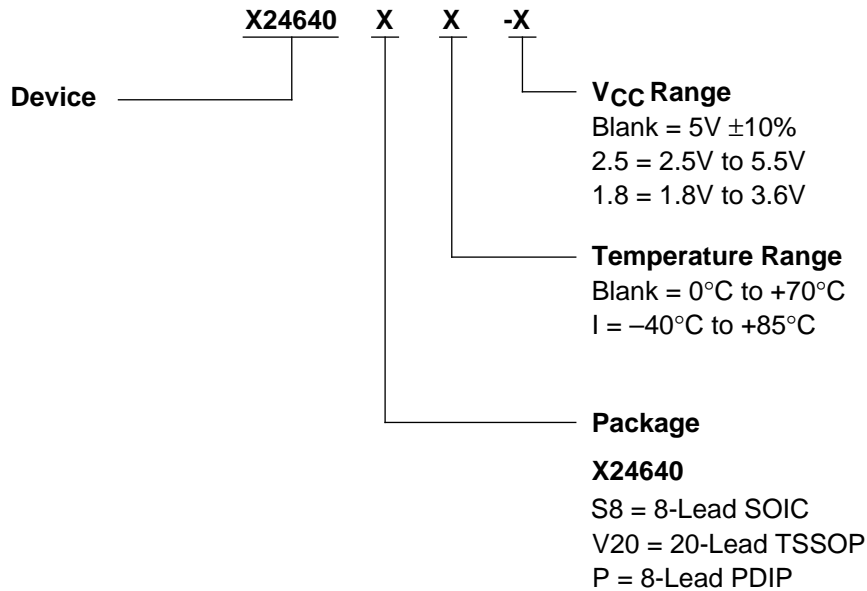 X24640 X X -X
Device
VCC Range
Blank = 5V ±10%
2.5 = 2.5V to 5.5V
1.8 = 1.8V to 3.6V
Temperature Range
Blank = 0°C to +70°C
I = –40°C to +85°C
Package
X24640
S8 = 8-Lead SOIC
V20 = 20-Lead TSSOP
P = 8-Lead PDIP